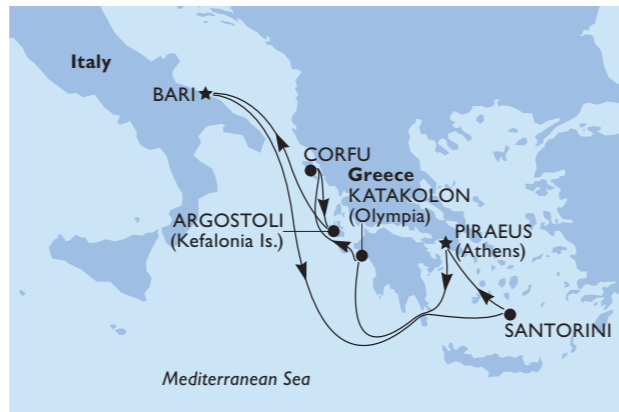 Italy
BARI
CORFU
Greece
KATAKOLON
(Olympia)
ARGOSTOLI
(Kefalonia Is.)
PIRAEUS
(Athens)
SANTORINI
Mediterranean Sea